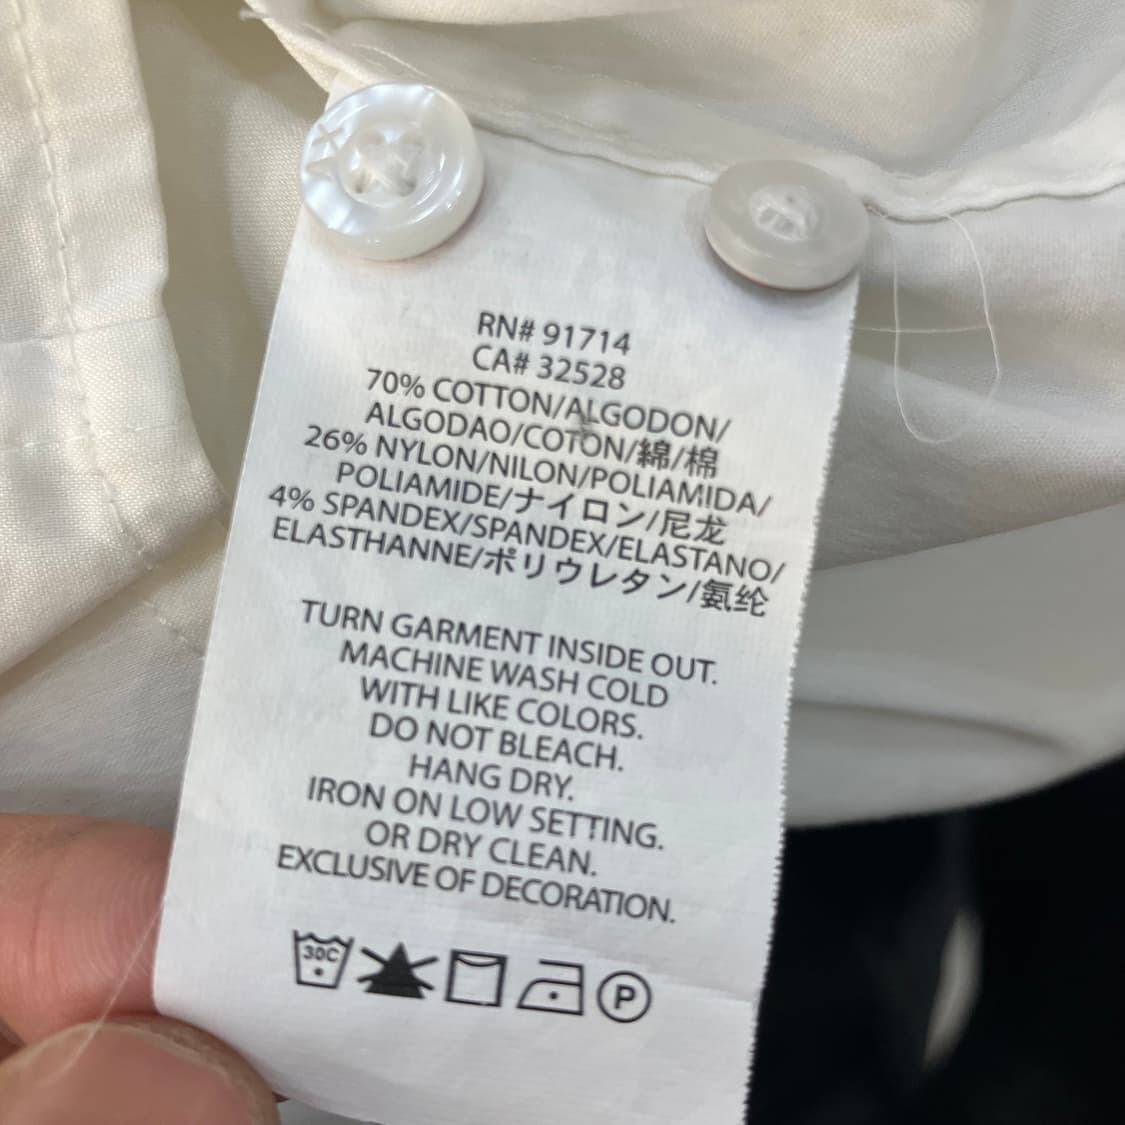 RN# 91714
CA# 32528
70% COTTON/ALGODON/
ALGODAO/COTON/綿/棉
26% NYLON/NILON/POLIAMIDA/
POLIAMIDE/ナイロン/尼龙
4% SPANDEX/SPANDEX/ELASTANO/
ELASTHANNE/ポリウレタン/氨纶
TURN GARMENT INSIDE OUT.
MACHINE WASH COLD
WITH LIKE COLORS.
DO NOT BLEACH.
HANG DRY.
IRON ON LOW SETTING.
OR DRY CLEAN.
EXCLUSIVE OF DECORATION.
30C P